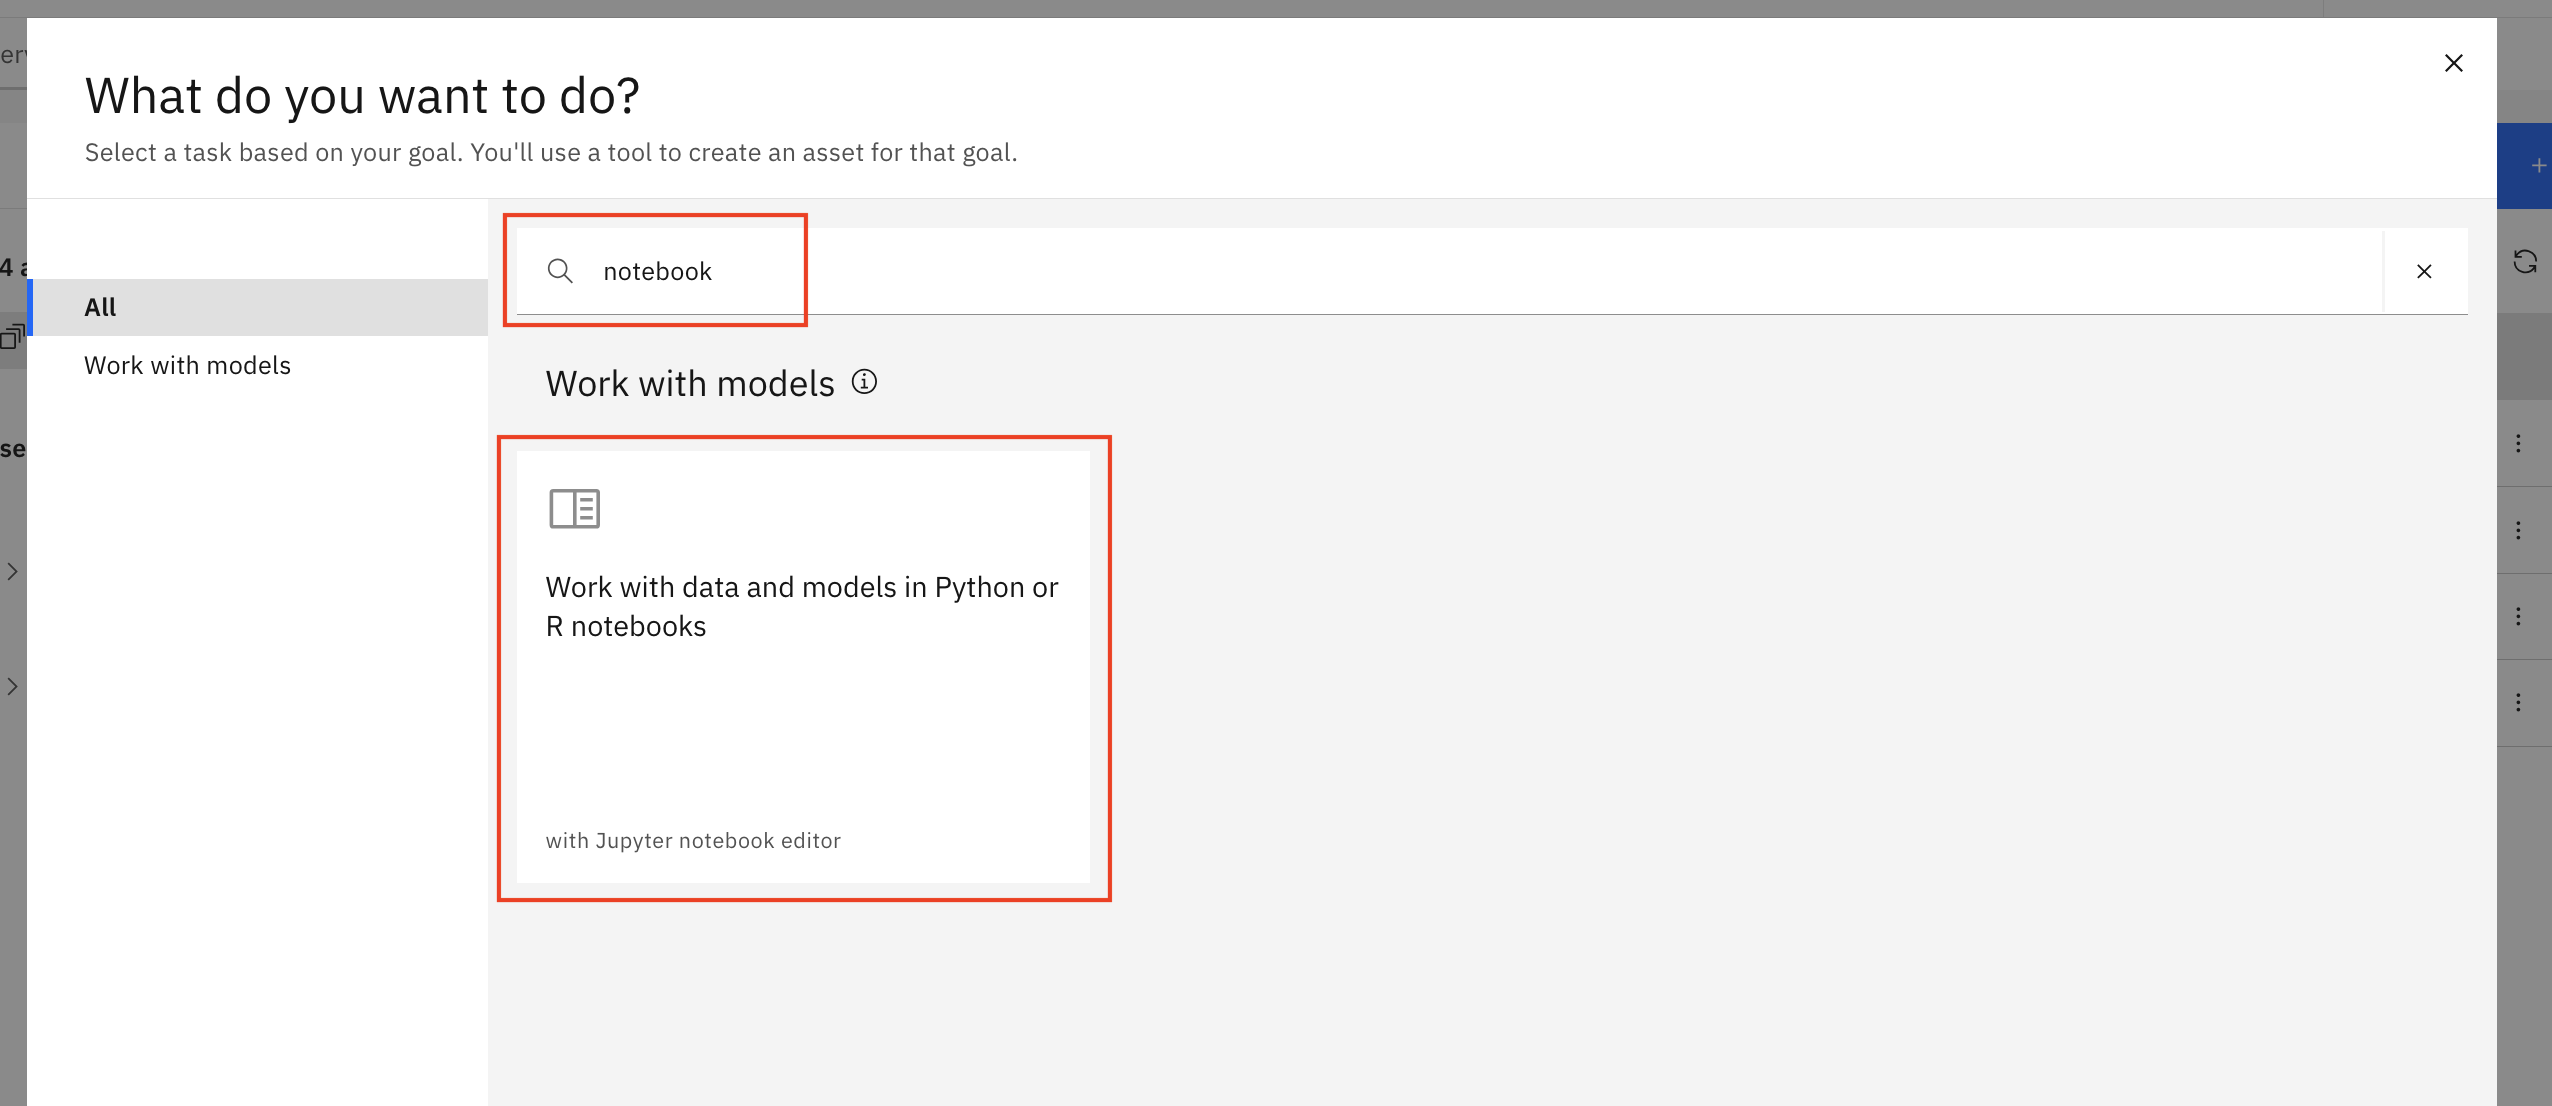 What do you want to do?
Select a task based on your goal. You'll use a tool to create an asset for that goal.
All
Work with models
notebook
Work with models
Work with data and models in Python or
R notebooks
with Jupyter notebook editor
4
se